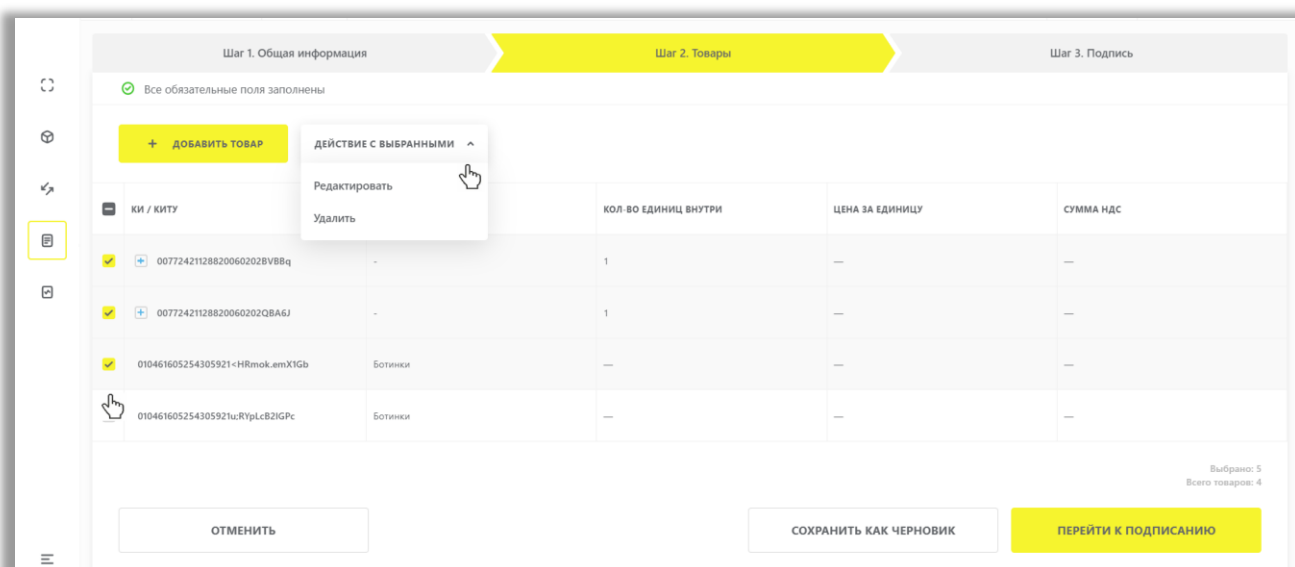 Шаг 1. Общая информация Шаг 2. Товары Шаг 3. Подпись
Все обязательные поля заполнены
+ ДОБАВИТЬ ТОВАР ДЕЙСТВИЕ С ВЫБРАННЫМИ
Редактировать
Удалить
КИ / КИТУ КОЛ-ВО ЕДИНИЦ ВНУТРИ ЦЕНА ЗА ЕДИНИЦУ СУММА НДС
00772421128820060202BVBBq - 1 — —
00772421128820060202QBA6J - 1 — —
010461605254305921<HRmok.emX1Gb Ботинки — — —
010461605254305921u;RYpLcB2IGPc Ботинки — — —
Выбрано: 5
Всего товаров: 4
ОТМЕНИТЬ СОХРАНИТЬ КАК ЧЕРНОВИК ПЕРЕЙТИ К ПОДПИСАНИЮ